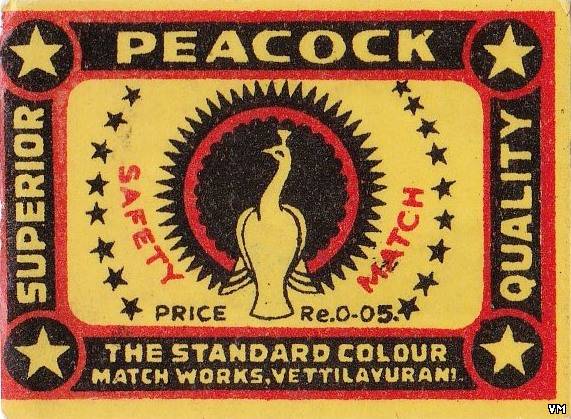 PEACOCK
SUPERIOR
QUALITY
SAFETY
MATCH
PRICE Re.0-05.
THE STANDARD COLOUR
MATCH WORKS,VETTILAYURANI.
VM